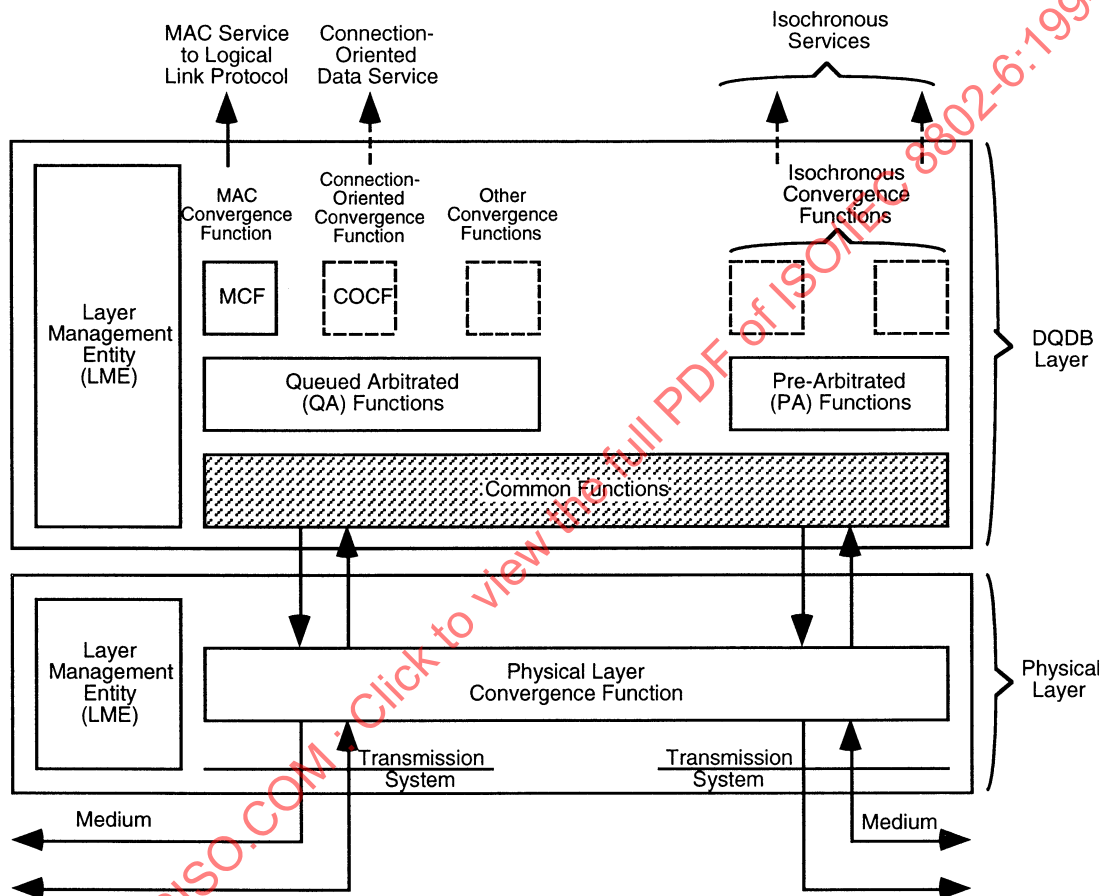 MAC Service
to Logical
Link Protocol
Connection-
Oriented
Data Service
Isochronous
Services
MAC
Convergence
Function
Connection-
Oriented
Convergence
Function
Other
Convergence
Functions
Isochronous
Convergence
Functions
Layer
Management
Entity
(LME)
MCF
COCF
Queued Arbitrated
(QA) Functions
Pre-Arbitrated
(PA) Functions
Common Functions
DQDB
Layer
Layer
Management
Entity
(LME)
Physical Layer
Convergence Function
Physical
Layer
Transmission
System
Transmission
System
Medium
Medium
ISO.COM : Click to view the full PDF of ISO/IEC 8802-6:199